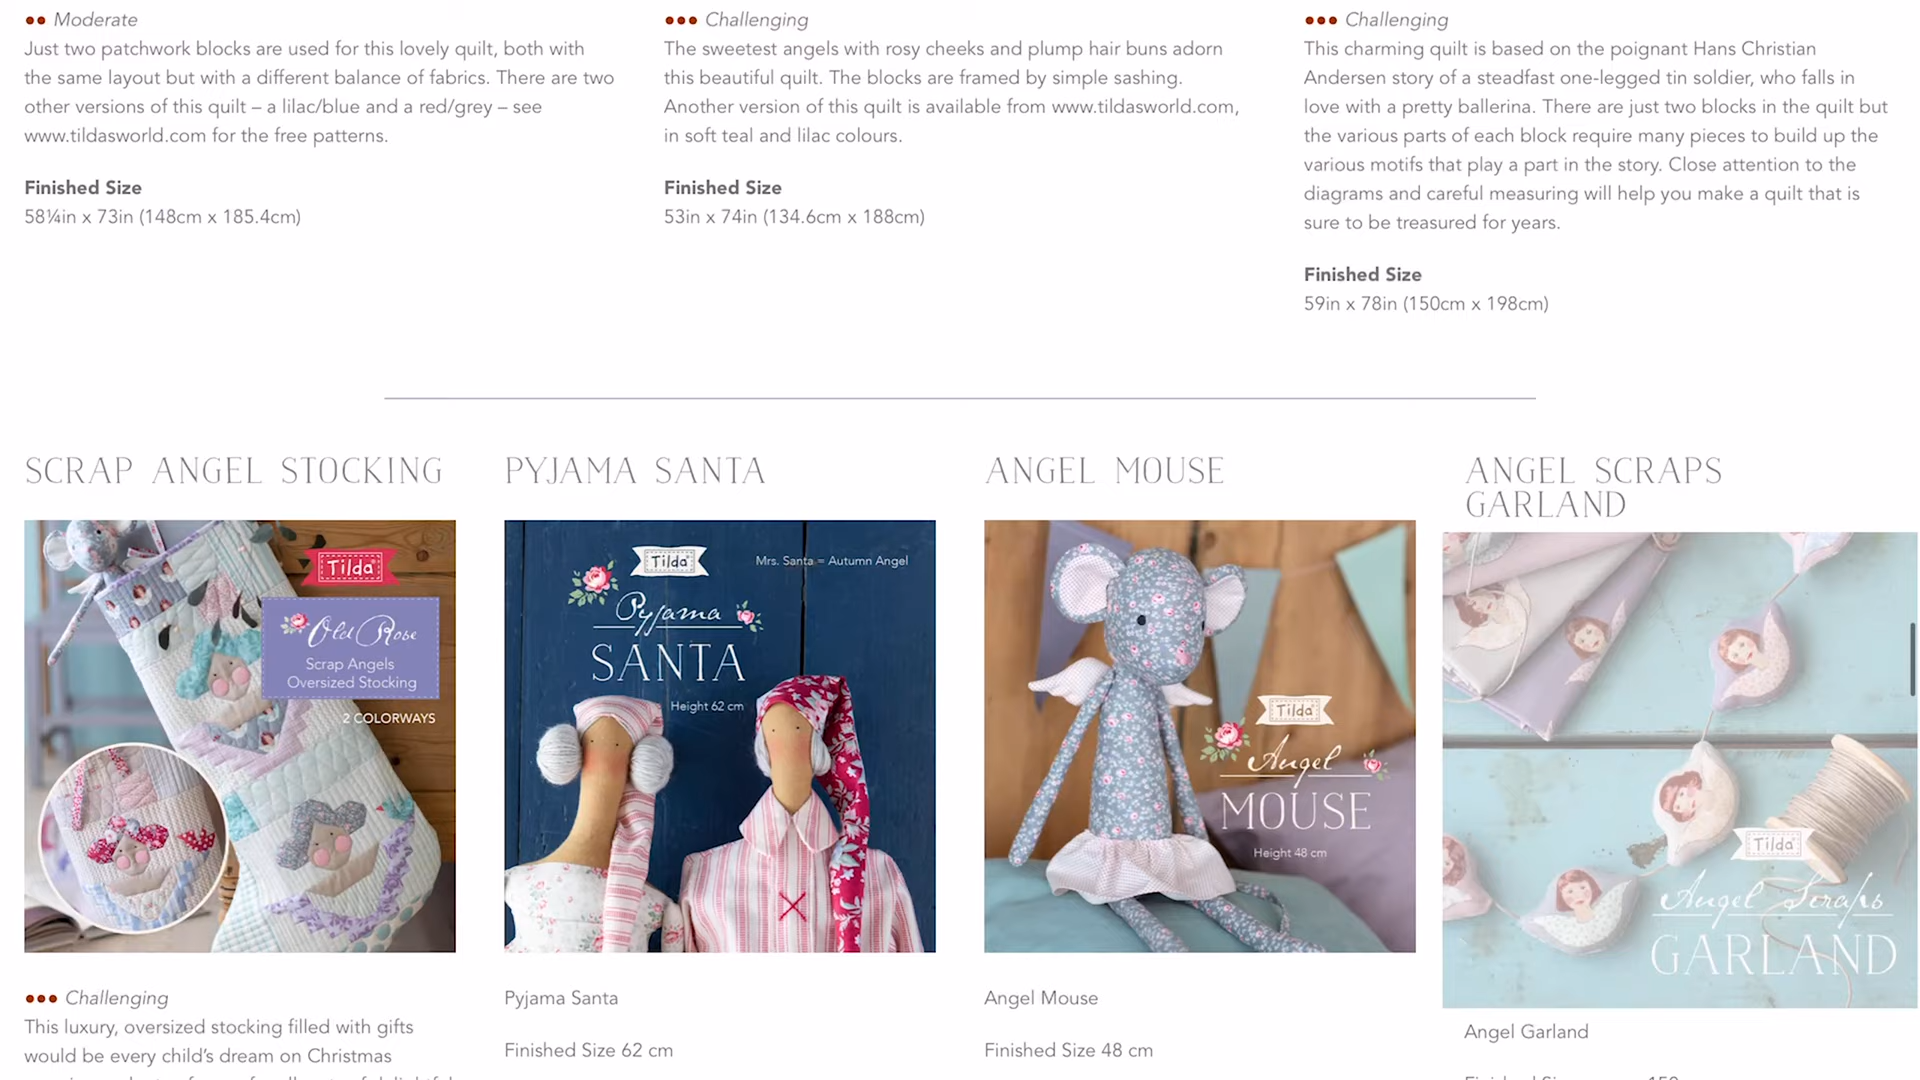 Moderate
Just two patchwork blocks are used for this lovely quilt, both with
the same layout but with a different balance of fabrics. There are two
other versions of this quilt – a lilac/blue and a red/grey – see
www.tildasworld.com for the free patterns.
Finished Size
58¼in x 73in (148cm x 185.4cm)
Challenging
The sweetest angels with rosy cheeks and plump hair buns adorn
this beautiful quilt. The blocks are framed by simple sashing.
Another version of this quilt is available from www.tildasworld.com,
in soft teal and lilac colours.
Finished Size
53in x 74in (134.6cm x 188cm)
Challenging
This charming quilt is based on the poignant Hans Christian
Andersen story of a steadfast one-legged tin soldier, who falls in
love with a pretty ballerina. There are just two blocks in the quilt but
the various parts of each block require many pieces to build up the
various motifs that play a part in the story. Close attention to the
diagrams and careful measuring will help you make a quilt that is
sure to be treasured for years.
Finished Size
59in x 78in (150cm x 198cm)
SCRAP ANGEL STOCKING
Tilda
Old Rose
Scrap Angels
Oversized Stocking
2 COLORWAYS
Challenging
This luxury, oversized stocking filled with gifts
would be every child's dream on Christmas
PYJAMA SANTA
Tilda
Mrs. Santa = Autumn Angel
Pyjama
SANTA
Height 62 cm
Pyjama Santa
Finished Size 62 cm
ANGEL MOUSE
Tilda
Angel
MOUSE
Height 48 cm
Angel Mouse
Finished Size 48 cm
ANGEL SCRAPS
GARLAND
Tilda
Angel Scraps
GARLAND
Angel Garland